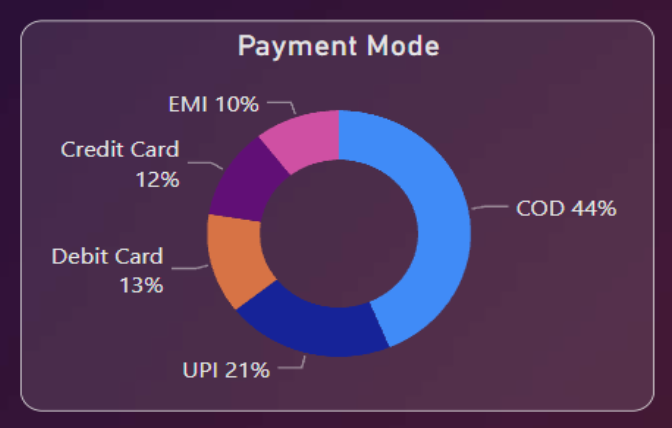 Payment Mode
EMI 10%
Credit Card
12%
COD 44%
Debit Card
13%
UPI 21%